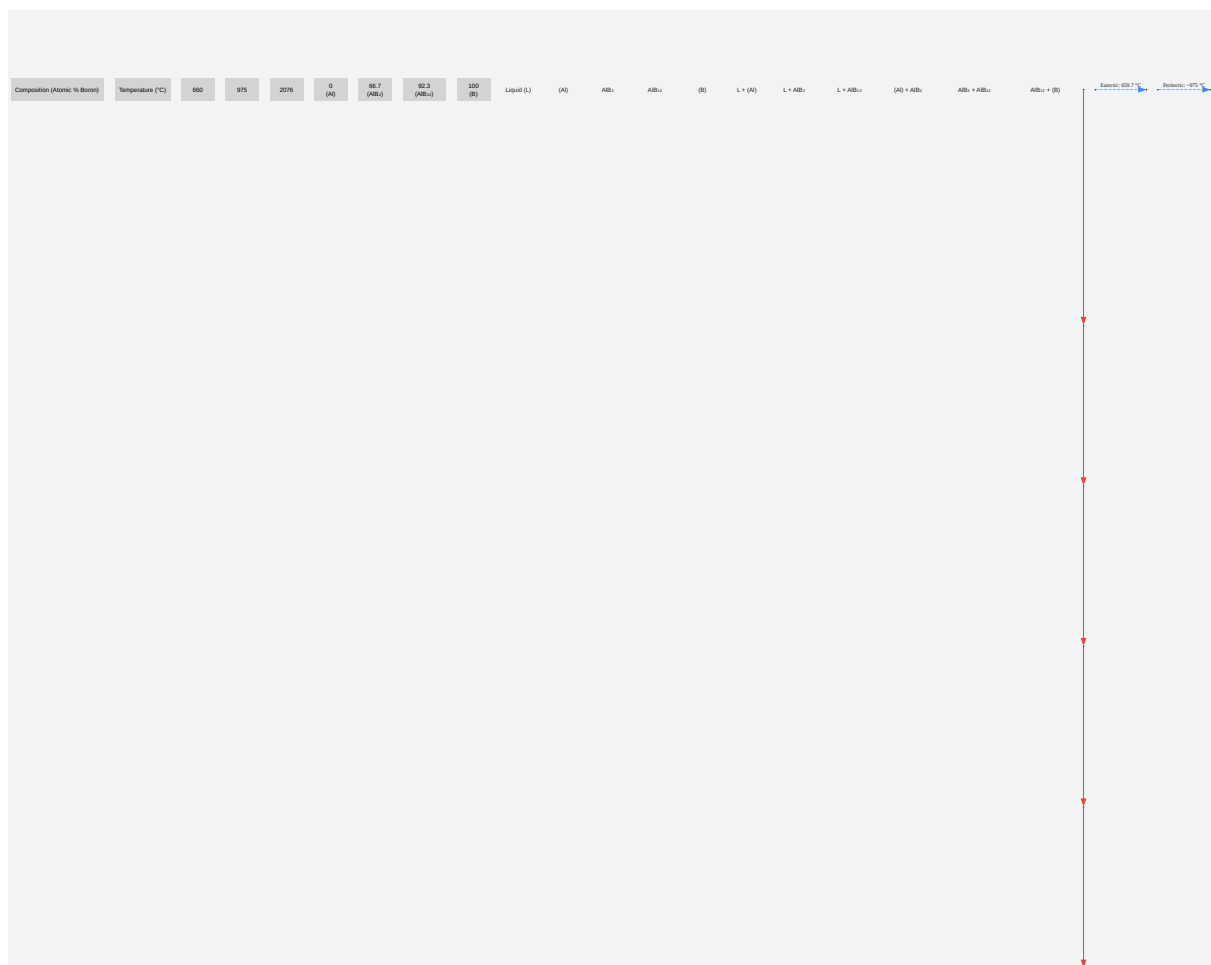 Composition (Atomic % Boron)
Temperature (°C)
660
975
2076
0
(Al)
66.7
(AlB₂)
92.3
(AlB₁₂)
100
(B)
Liquid (L)
(Al)
AlB₂
AlB₁₂
(B)
L + (Al)
L + AlB₂
L + AlB₁₂
(Al) + AlB₂
AlB₂ + AlB₁₂
AlB₁₂ + (B)
Eutectic: 659.7 °C
Peritectic: ~975 °C